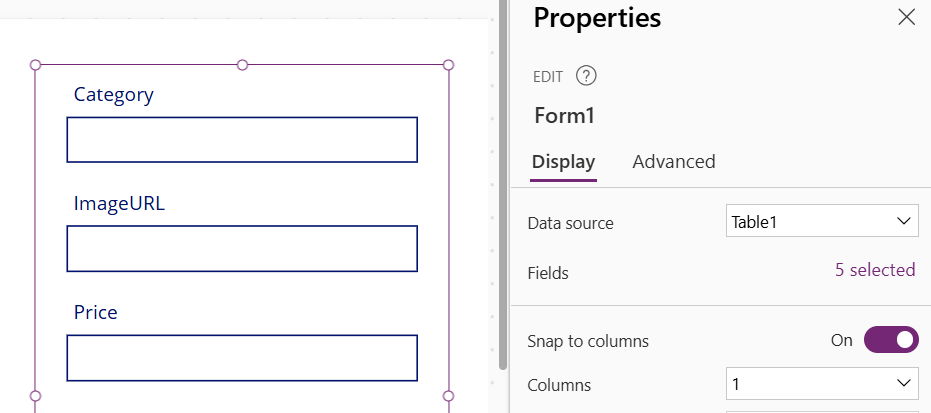 Category
ImageURL
Price
Properties
EDIT ?
Form1
Display Advanced
Data source Table1
Fields 5 selected
Snap to columns On
Columns 1